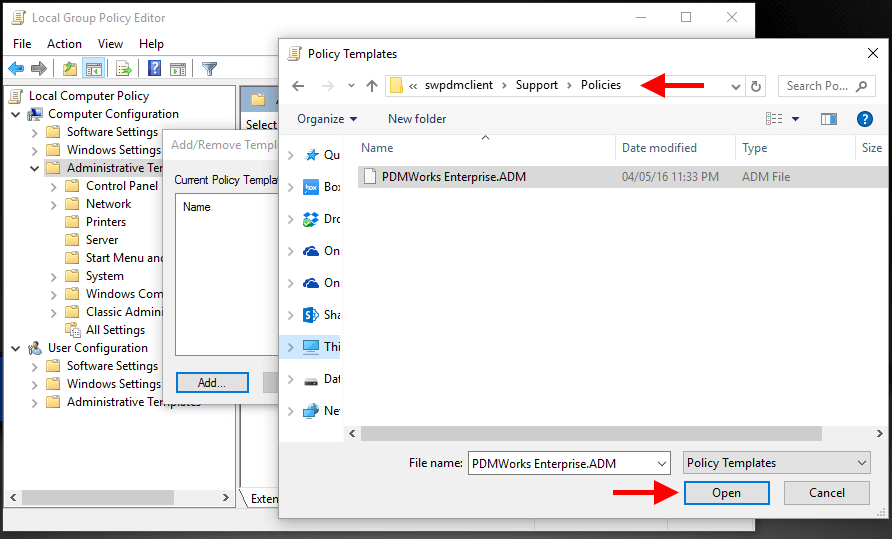 Local Group Policy Editor
File Action View Help
Local Computer Policy
Computer Configuration
Software Settings
Windows Settings
Administrative Tem
Control Panel
Network
Printers
Server
Start Menu and
System
Windows Com
Classic Admini
All Settings
User Configuration
Software Settings
Windows Settings
Administrative Templates
Select
Exten
Add/Remove Templ
Current Policy Templat
Name
Add...
Policy Templates
« swpdmclient > Support > Policies
Search Po...
Organize New folder
Name Date modified Type Size
PDMWorks Enterprise.ADM 04/05/16 11:33 PM ADM File
Qu
box Box
Dro
On
On
S Sha
Thi
Dat
Net
File name: PDMWorks Enterprise.ADM Policy Templates
Open Cancel